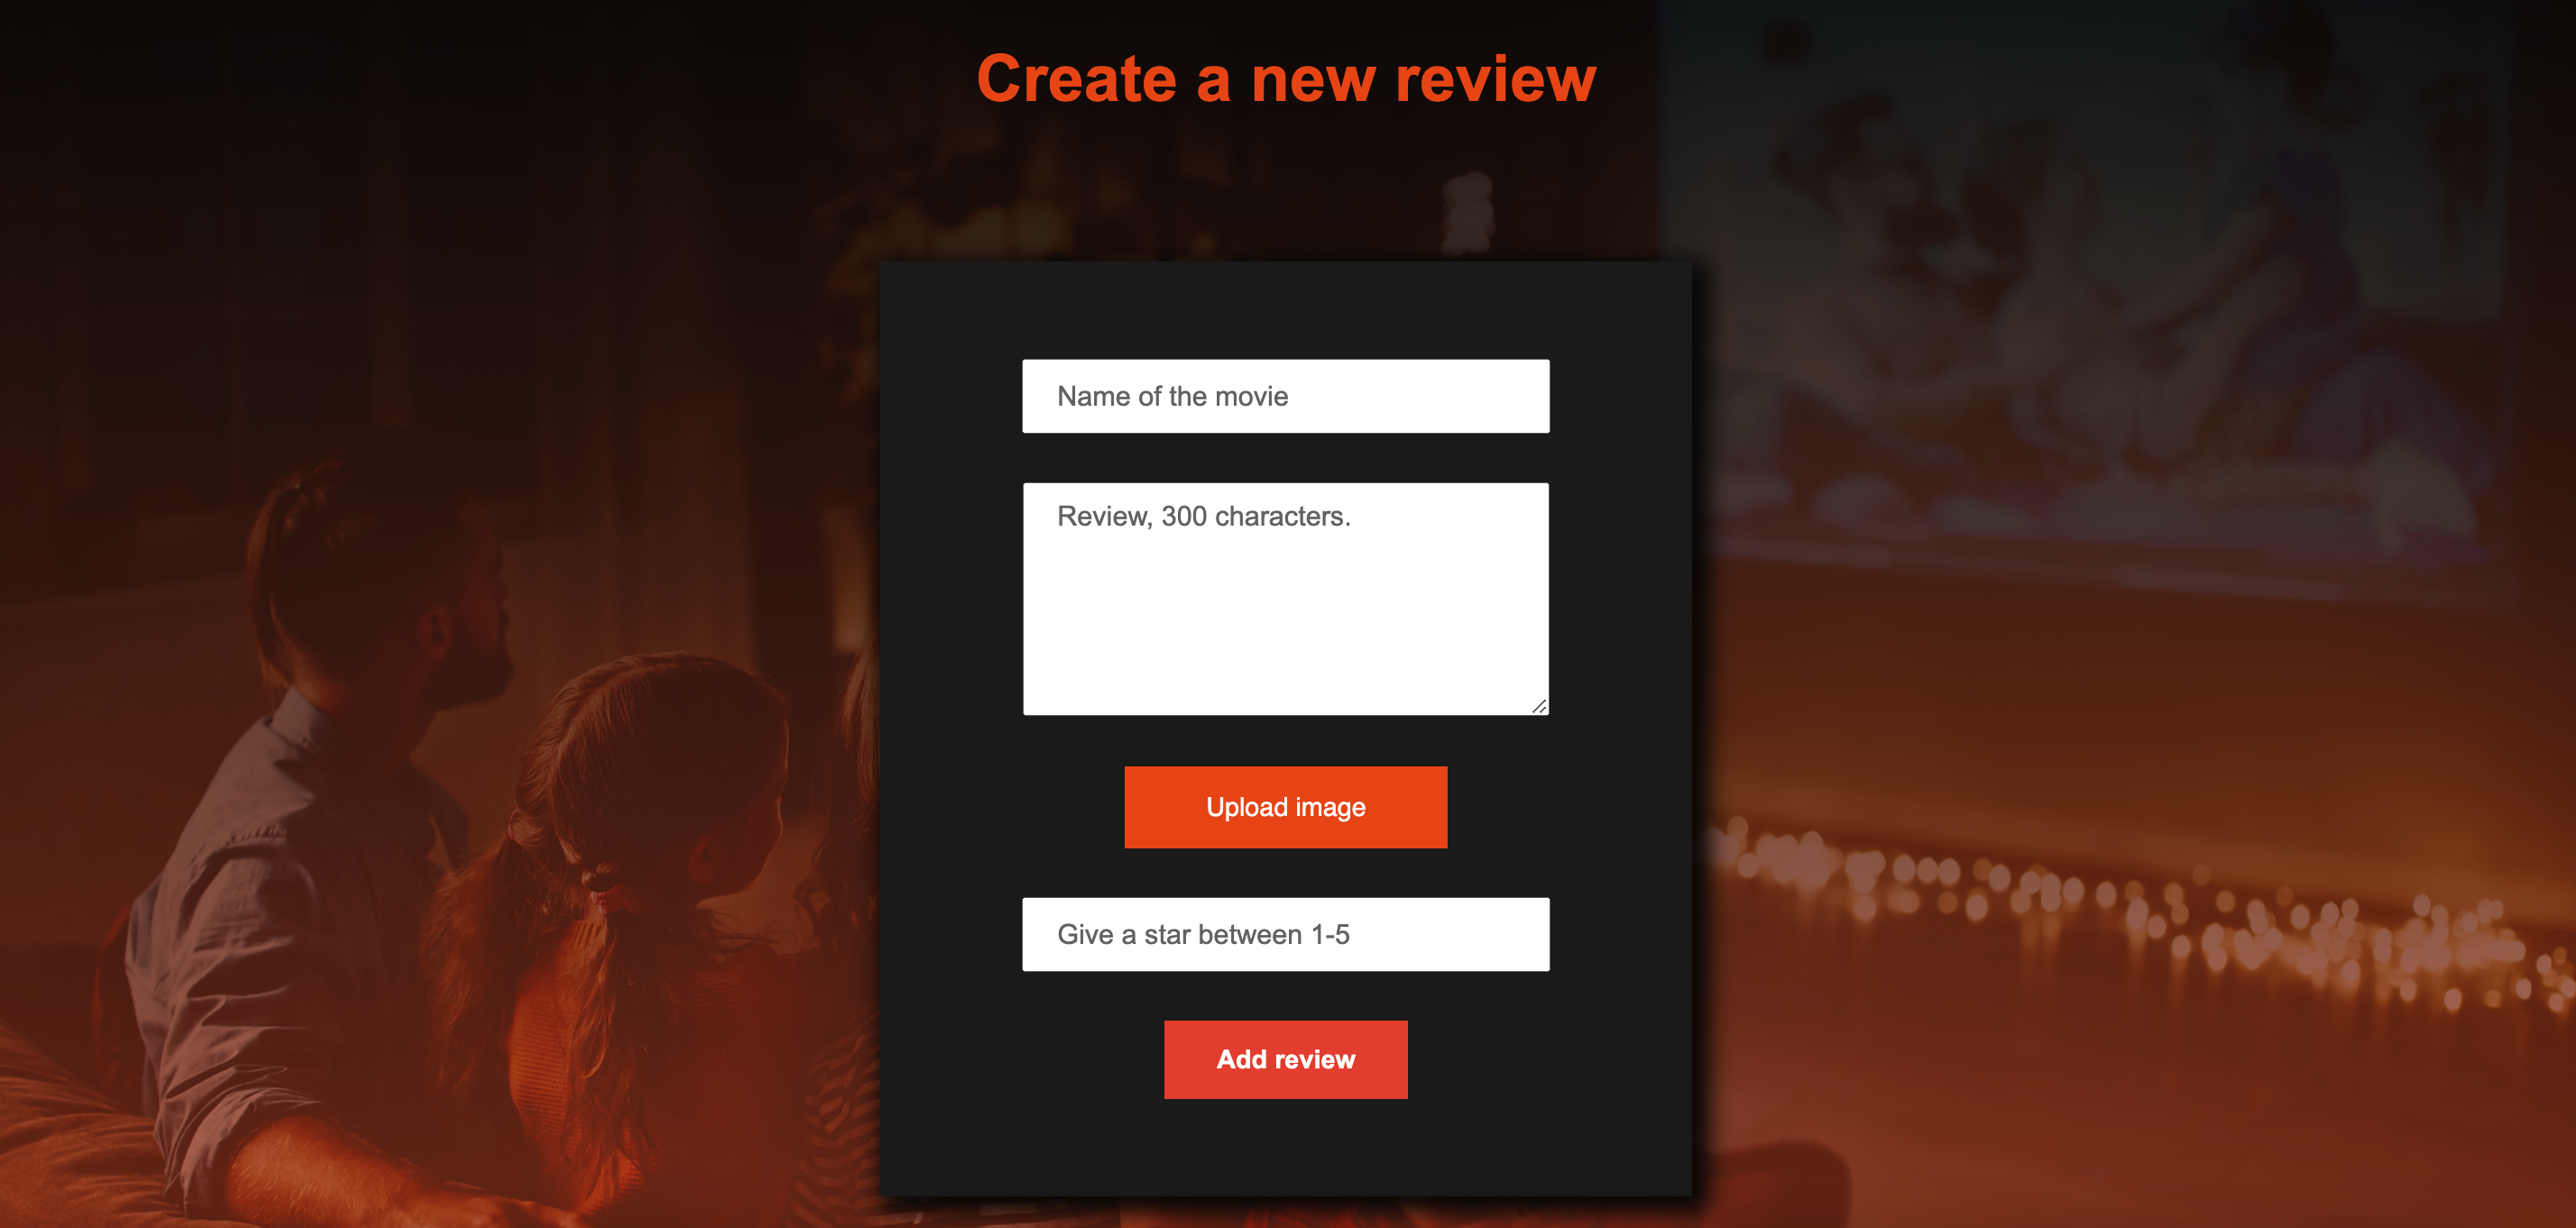 Create a new review
Name of the movie
Review, 300 characters.
Upload image
Give a star between 1-5
Add review